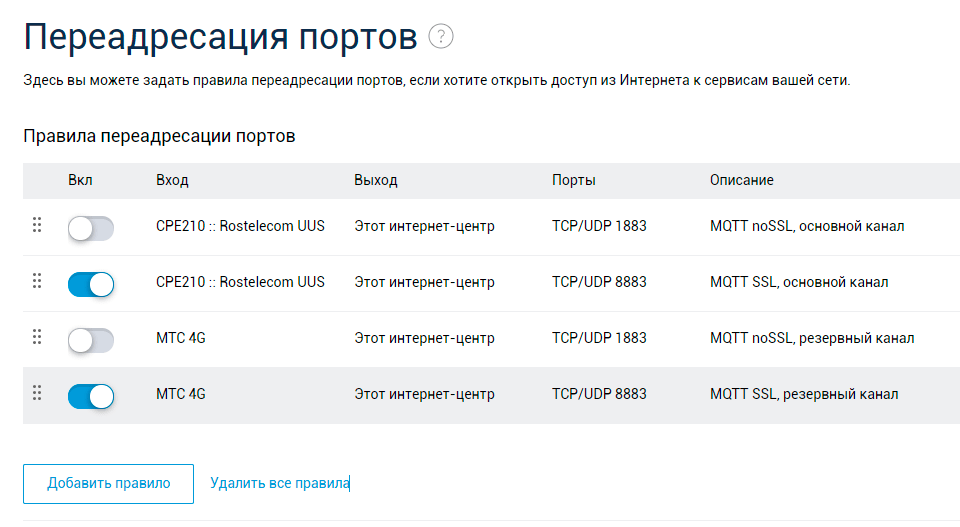 Переадресация портов ?
Здесь вы можете задать правила переадресации портов, если хотите открыть доступ из Интернета к сервисам вашей сети.
Правила переадресации портов
Вкл Вход Выход Порты Описание
CPE210 :: Rostelecom UUS Этот интернет-центр TCP/UDP 1883 MQTT noSSL, основной канал
CPE210 :: Rostelecom UUS Этот интернет-центр TCP/UDP 8883 MQTT SSL, основной канал
МТС 4G Этот интернет-центр TCP/UDP 1883 MQTT noSSL, резервный канал
МТС 4G Этот интернет-центр TCP/UDP 8883 MQTT SSL, резервный канал
Добавить правило Удалить все правила